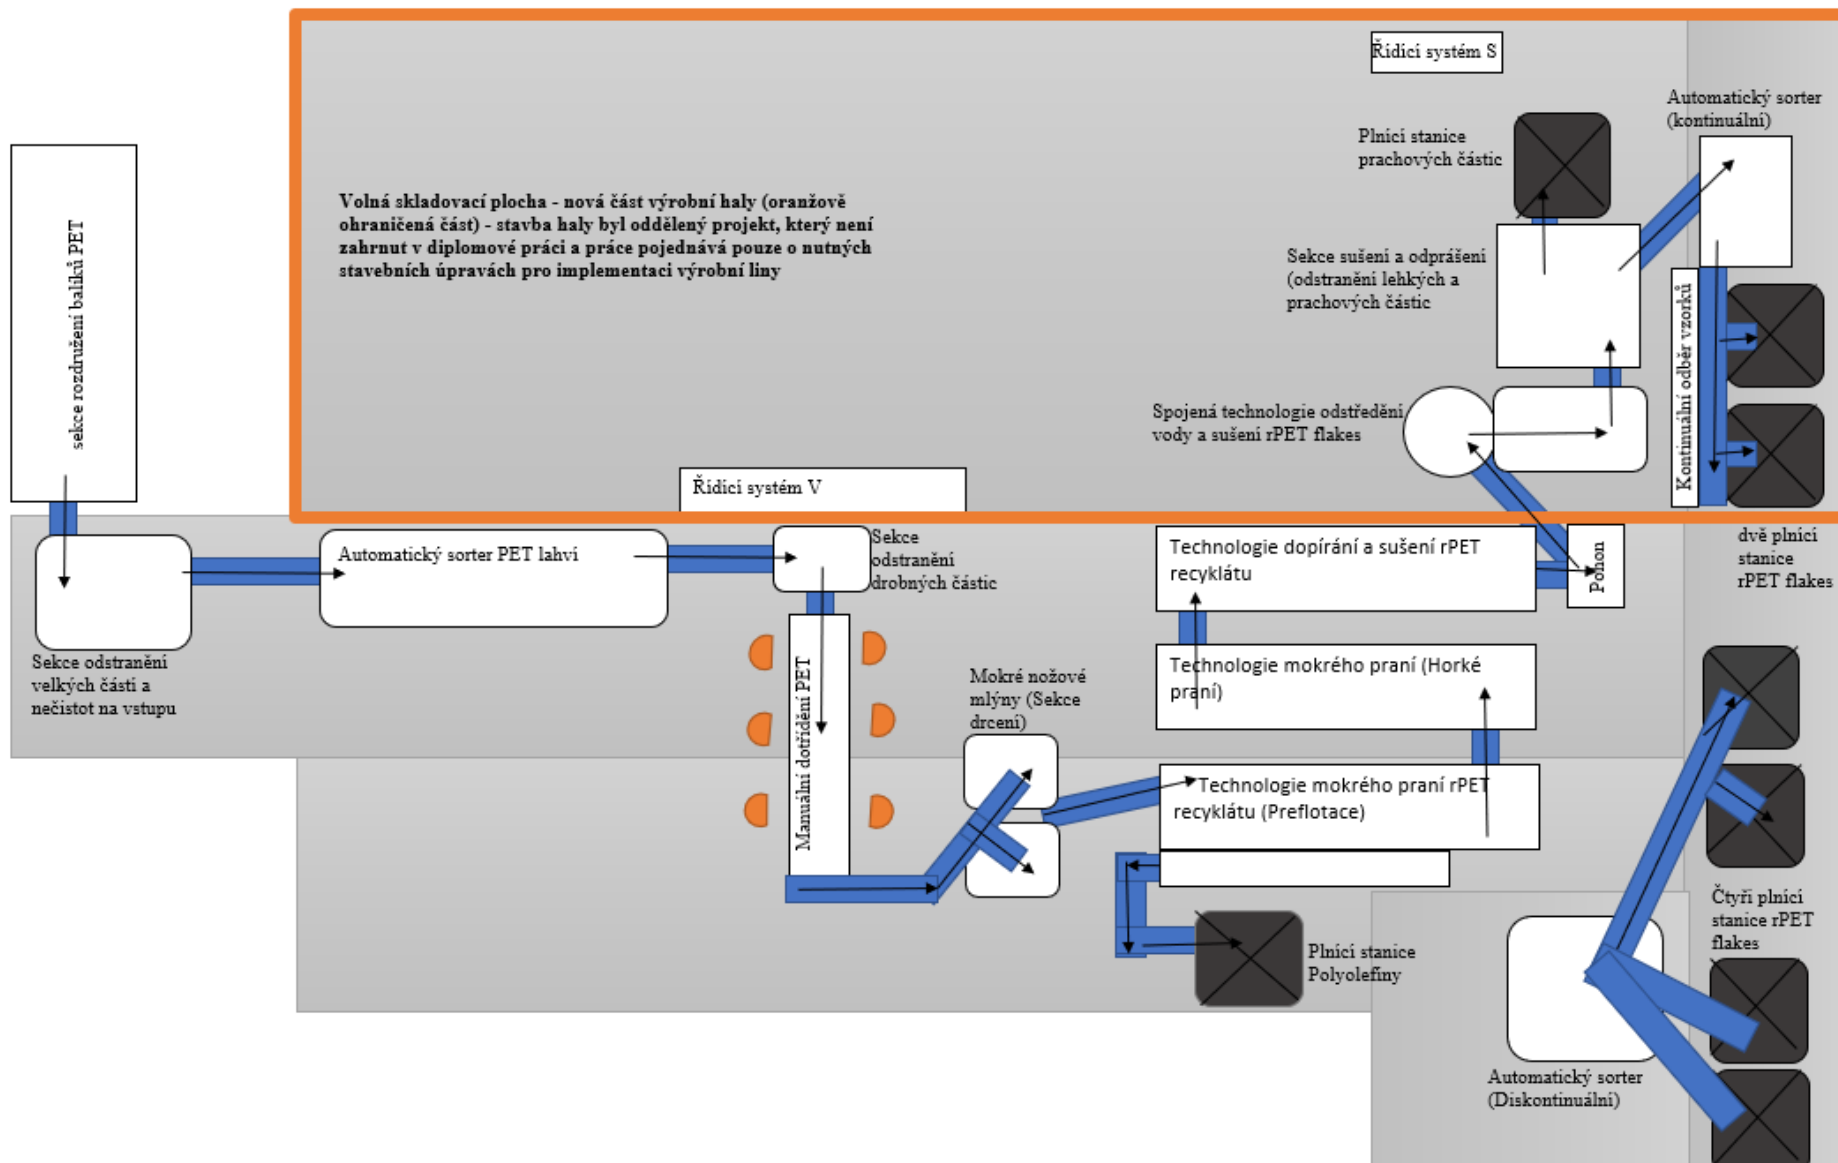 Řídicí systém S
Automatický sorter
(kontinuální)
Plnící stanice
prachových částic
Volná skladovací plocha - nová část výrobní haly (oranžově
ohraničená část) - stavba haly byl oddělený projekt, který není
zahrnut v diplomové práci a práce pojednává pouze o nutných
stavebních úpravách pro implementaci výrobní liny
sekce rozdružení balíků PET
Sekce sušení a odprášení
(odstranění lehkých a
prachových částic
Kontinuální odběr vzorků
Spojená technologie odstředění
vody a sušení rPET flakes
Řídicí systém V
Automatický sorter PET lahví
Sekce
odstranění
drobných částic
Technologie dopírání a sušení rPET
recyklátu
Pohon
dvě plnící
stanice
rPET flakes
Sekce odstranění
velkých částí a
nečistot na vstupu
Manuální dotřídění PET
Mokré nožové
mlýny (Sekce
drcení)
Technologie mokrého praní (Horké
praní)
Technologie mokrého praní rPET
recyklátu (Preflotace)
Plnící stanice
Polyolefíny
Čtyři plnící
stanice rPET
flakes
Automatický sorter
(Diskontinuální)